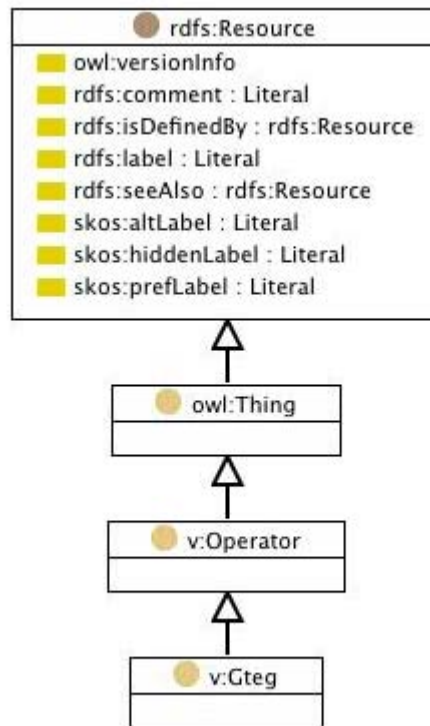 rdfs:Resource
owl:versionInfo
rdfs:comment : Literal
rdfs:isDefinedBy : rdfs:Resource
rdfs:label : Literal
rdfs:seeAlso : rdfs:Resource
skos:altLabel : Literal
skos:hiddenLabel : Literal
skos:prefLabel : Literal
owl:Thing
v:Operator
v:Gteg